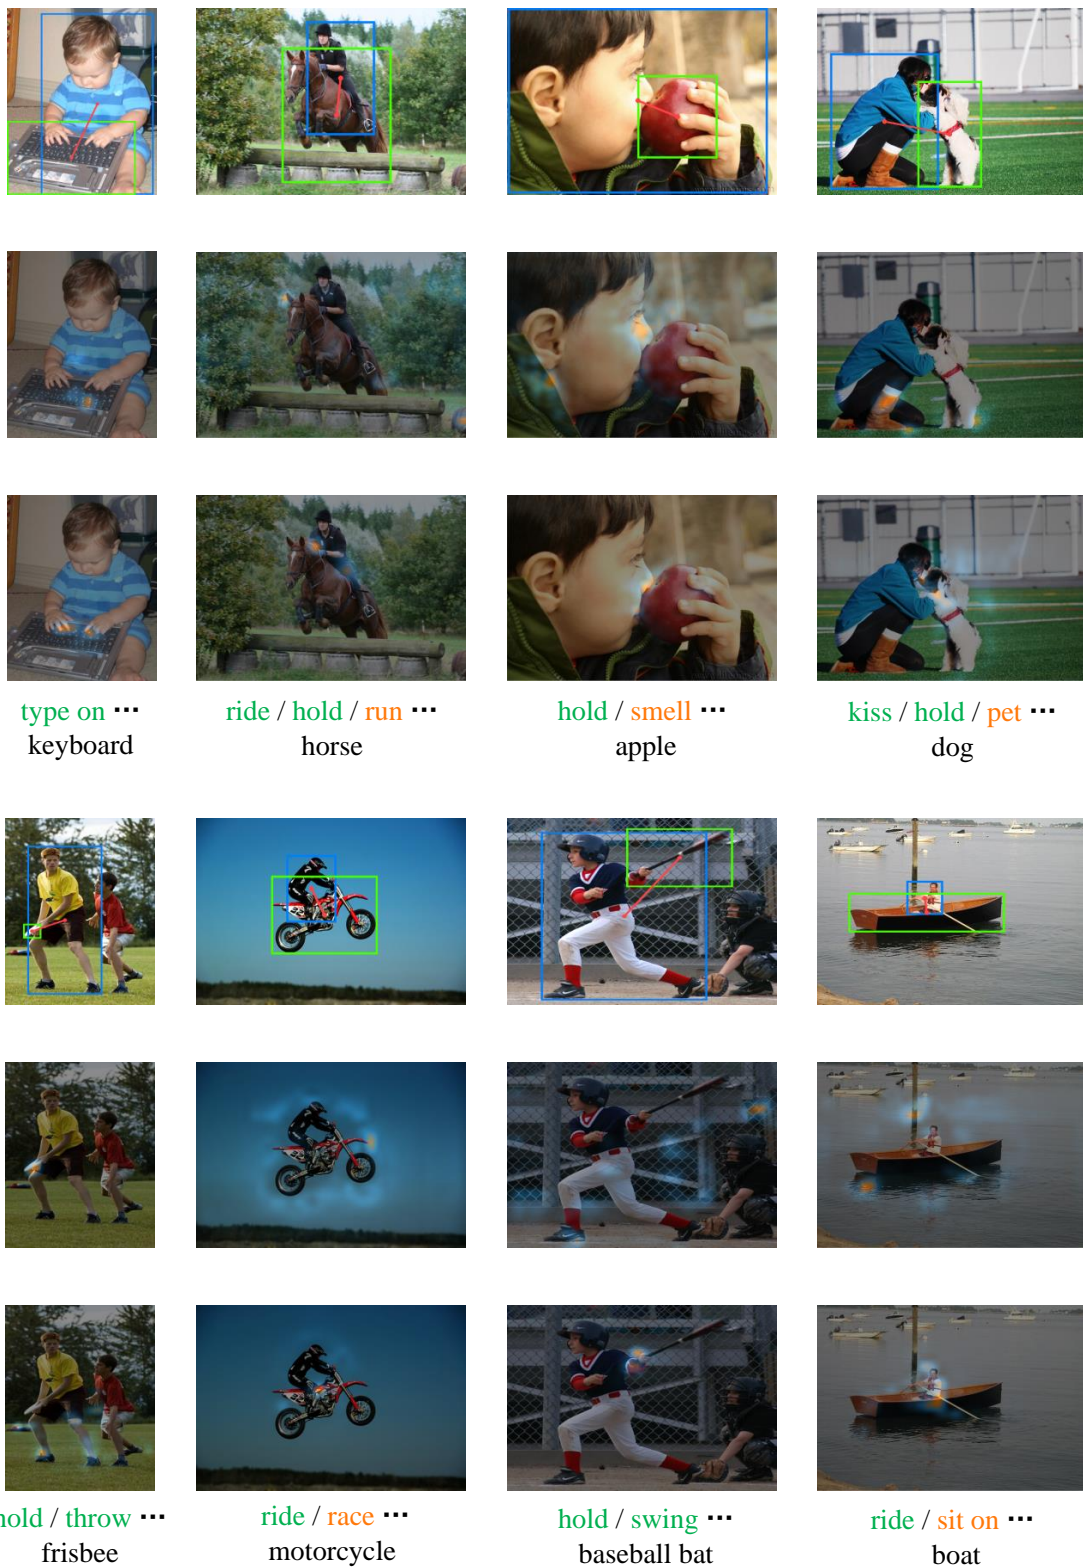 type on ...
keyboard
ride / hold / run ...
horse
hold / smell ...
apple
kiss / hold / pet ...
dog
hold / throw ...
frisbee
ride / race ...
motorcycle
hold / swing ...
baseball bat
ride / sit on ...
boat